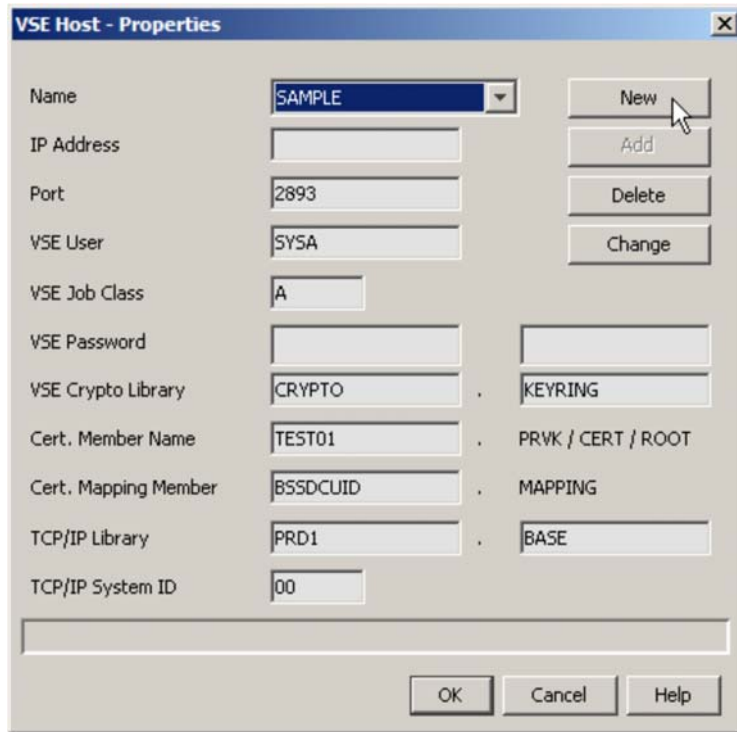 VSE Host - Properties
Name SAMPLE New
IP Address Add
Port 2893 Delete
VSE User SYSA Change
VSE Job Class A
VSE Password
VSE Crypto Library CRYPTO . KEYRING
Cert. Member Name TEST01 . PRVK / CERT / ROOT
Cert. Mapping Member BSSDCUID . MAPPING
TCP/IP Library PRD1 . BASE
TCP/IP System ID 00
OK Cancel Help